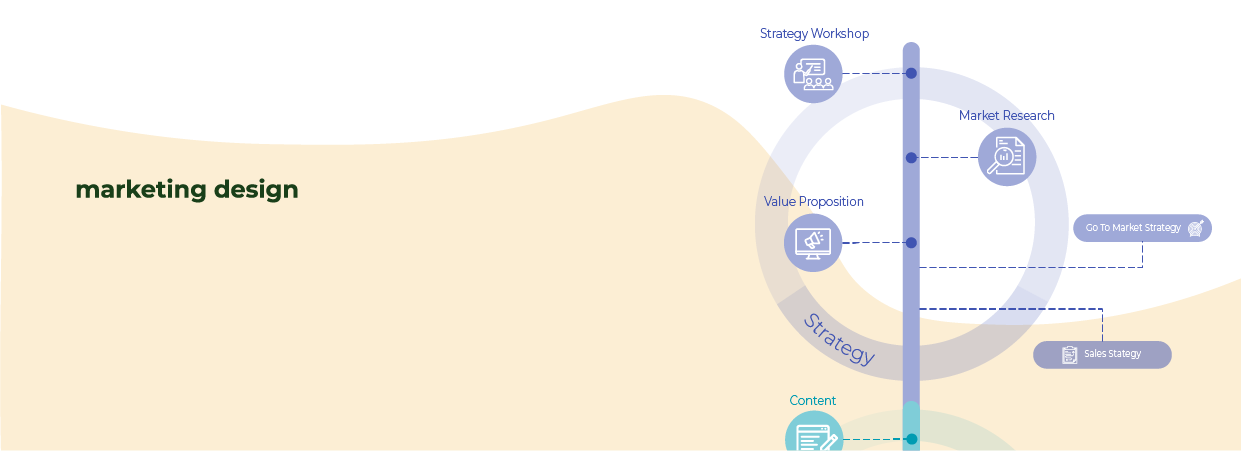 Strategy Workshop
Market Research
marketing design
Value Proposition
Go To Market Strategy
Strategy
Sales Stategy
Content